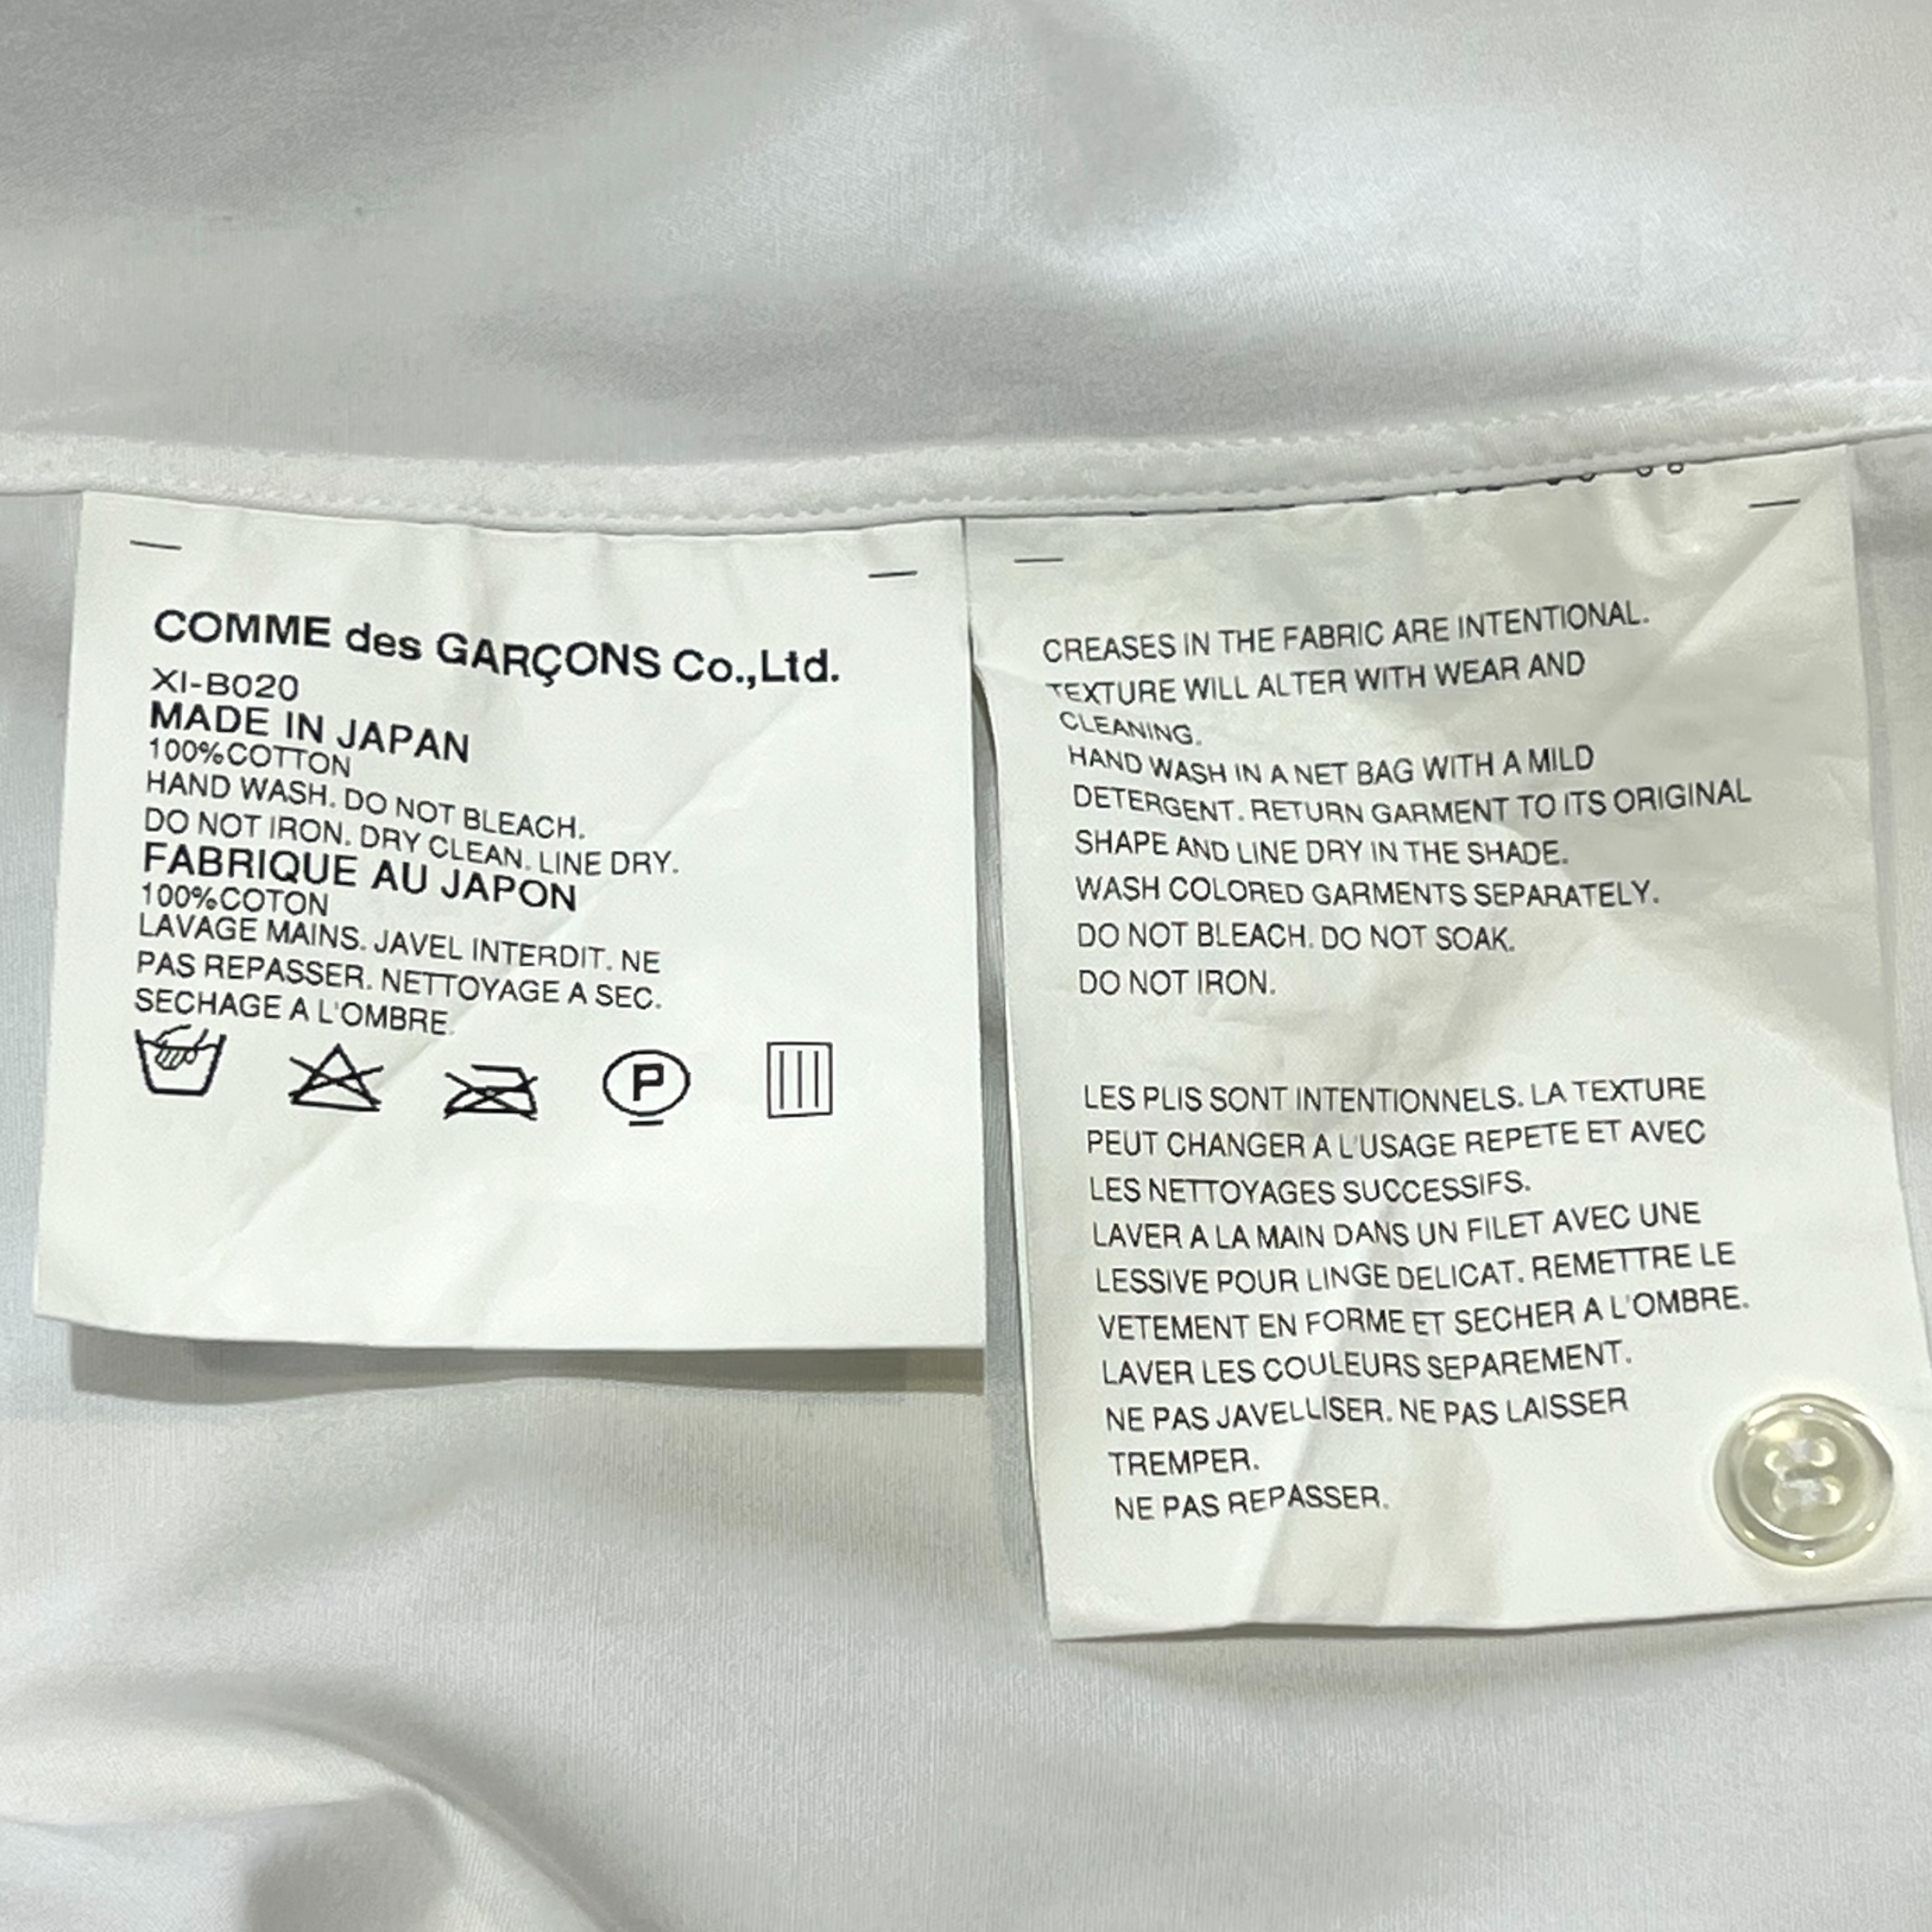 COMME des GARÇONS Co.,Ltd.
XI-B020
MADE IN JAPAN
100%COTTON
HAND WASH. DO NOT BLEACH.
DO NOT IRON. DRY CLEAN. LINE DRY.
FABRIQUE AU JAPON
100%COTON
LAVAGE MAINS. JAVEL INTERDIT. NE
PAS REPASSER. NETTOYAGE A SEC.
SECHAGE A L'OMBRE.
P
CREASES IN THE FABRIC ARE INTENTIONAL.
TEXTURE WILL ALTER WITH WEAR AND
CLEANING.
HAND WASH IN A NET BAG WITH A MILD
DETERGENT. RETURN GARMENT TO ITS ORIGINAL
SHAPE AND LINE DRY IN THE SHADE.
WASH COLORED GARMENTS SEPARATELY.
DO NOT BLEACH. DO NOT SOAK.
DO NOT IRON.
LES PLIS SONT INTENTIONNELS. LA TEXTURE
PEUT CHANGER A L'USAGE REPETE ET AVEC
LES NETTOYAGES SUCCESSIFS.
LAVER A LA MAIN DANS UN FILET AVEC UNE
LESSIVE POUR LINGE DELICAT. REMETTRE LE
VETEMENT EN FORME ET SECHER A L'OMBRE.
LAVER LES COULEURS SEPAREMENT.
NE PAS JAVELLISER. NE PAS LAISSER
TREMPER.
NE PAS REPASSER.